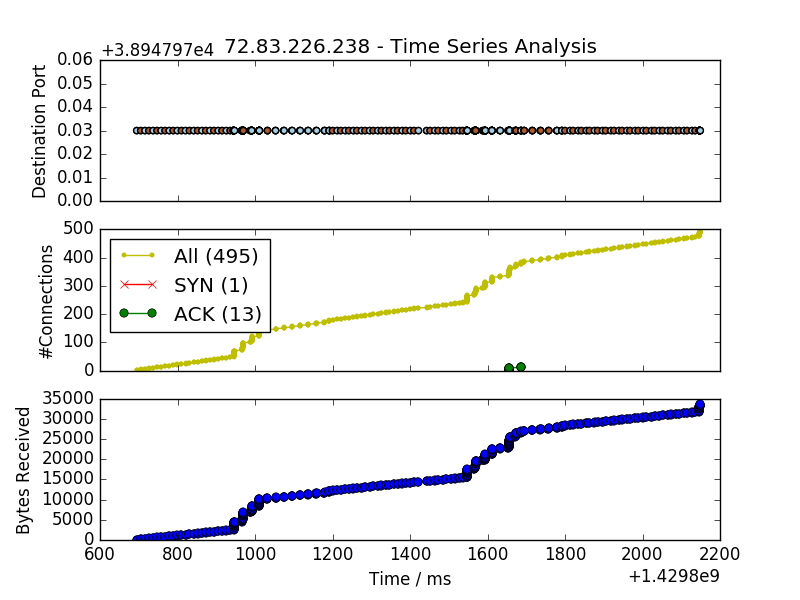 +3.894797e4 72.83.226.238 - Time Series Analysis
Destination Port
0.06
0.05
0.04
0.03
0.02
0.01
0.00
#Connections
500
400
300
200
100
0
All (495)
SYN (1)
ACK (13)
Bytes Received
35000
30000
25000
20000
15000
10000
5000
0
600 800 1000 1200 1400 1600 1800 2000 2200
Time / ms
+1.4298e9